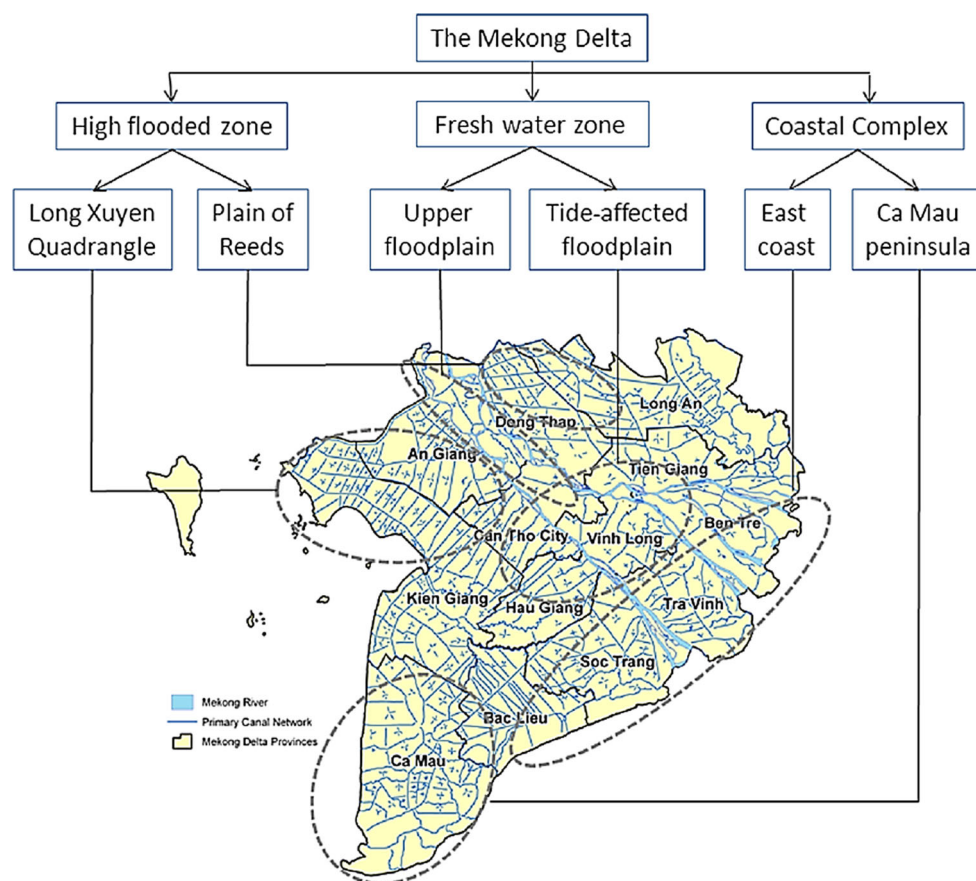 The Mekong Delta
High flooded zone
Fresh water zone
Coastal Complex
Long Xuyen
Quadrangle
Plain of
Reeds
Upper
floodplain
Tide-affected
floodplain
East
coast
Ca Mau
peninsula
Long An
Dong Thap
An Giang
Tien Giang
Ben Tre
Can Tho City
Vinh Long
Kien Giang
Hau Giang
Tra Vinh
Soc Trang
Bac Lieu
Ca Mau
Mekong River
Primary Canal Network
Mekong Delta Provinces